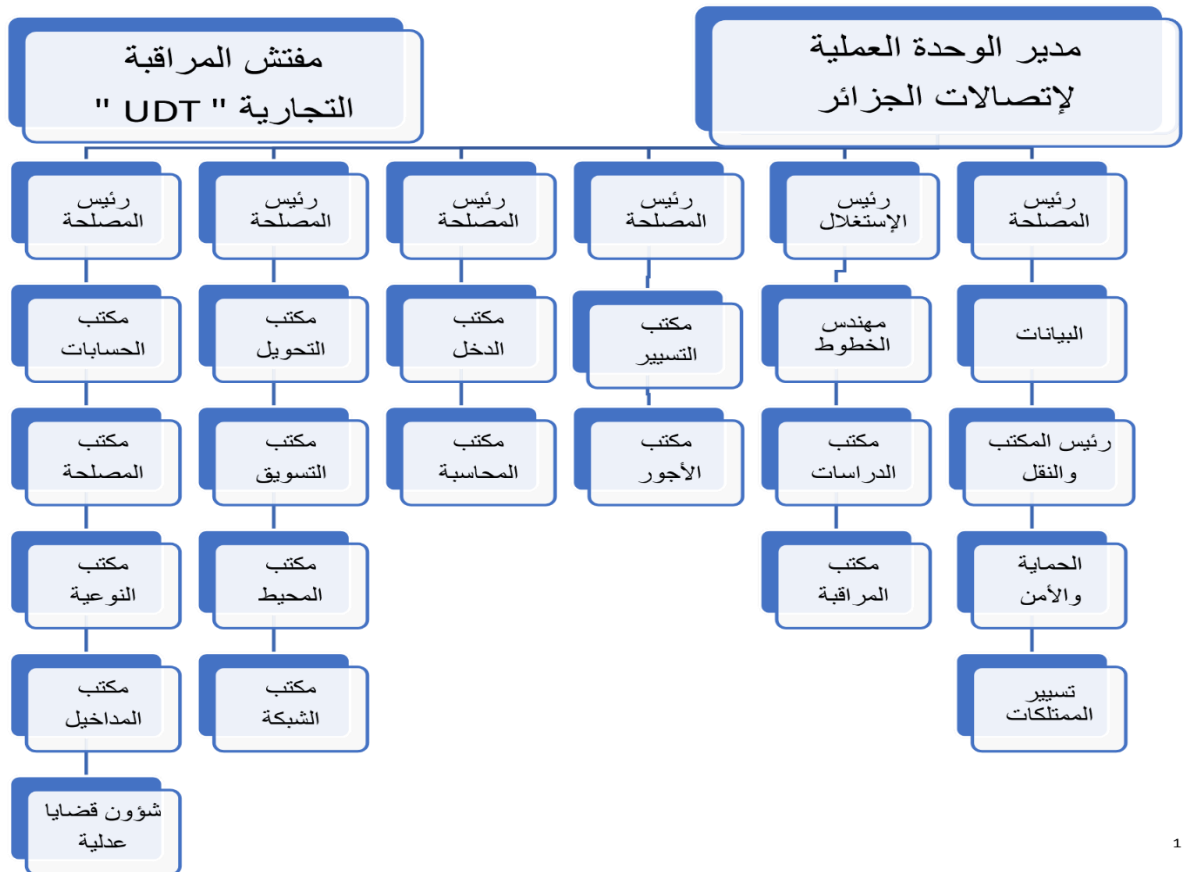 مدير الوحدة العملية
لإتصالات الجزائر
مفتش المراقبة
التجارية " UDT "
رئيس
المصلحة
رئيس
الإستغلال
رئيس
المصلحة
رئيس
المصلحة
رئيس
المصلحة
رئيس
المصلحة
البيانات
مهندس
الخطوط
مكتب
التسيير
مكتب
الدخل
مكتب
التحويل
مكتب
الحسابات
رئيس المكتب
والنقل
مكتب
الدراسات
مكتب
الأجور
مكتب
المحاسبة
مكتب
التسويق
مكتب
المصلحة
الحماية
والأمن
مكتب
المراقبة
مكتب
المحيط
مكتب
النوعية
تسيير
الممتلكات
مكتب
الشبكة
مكتب
المداخيل
شؤون قضايا
عدلية
1